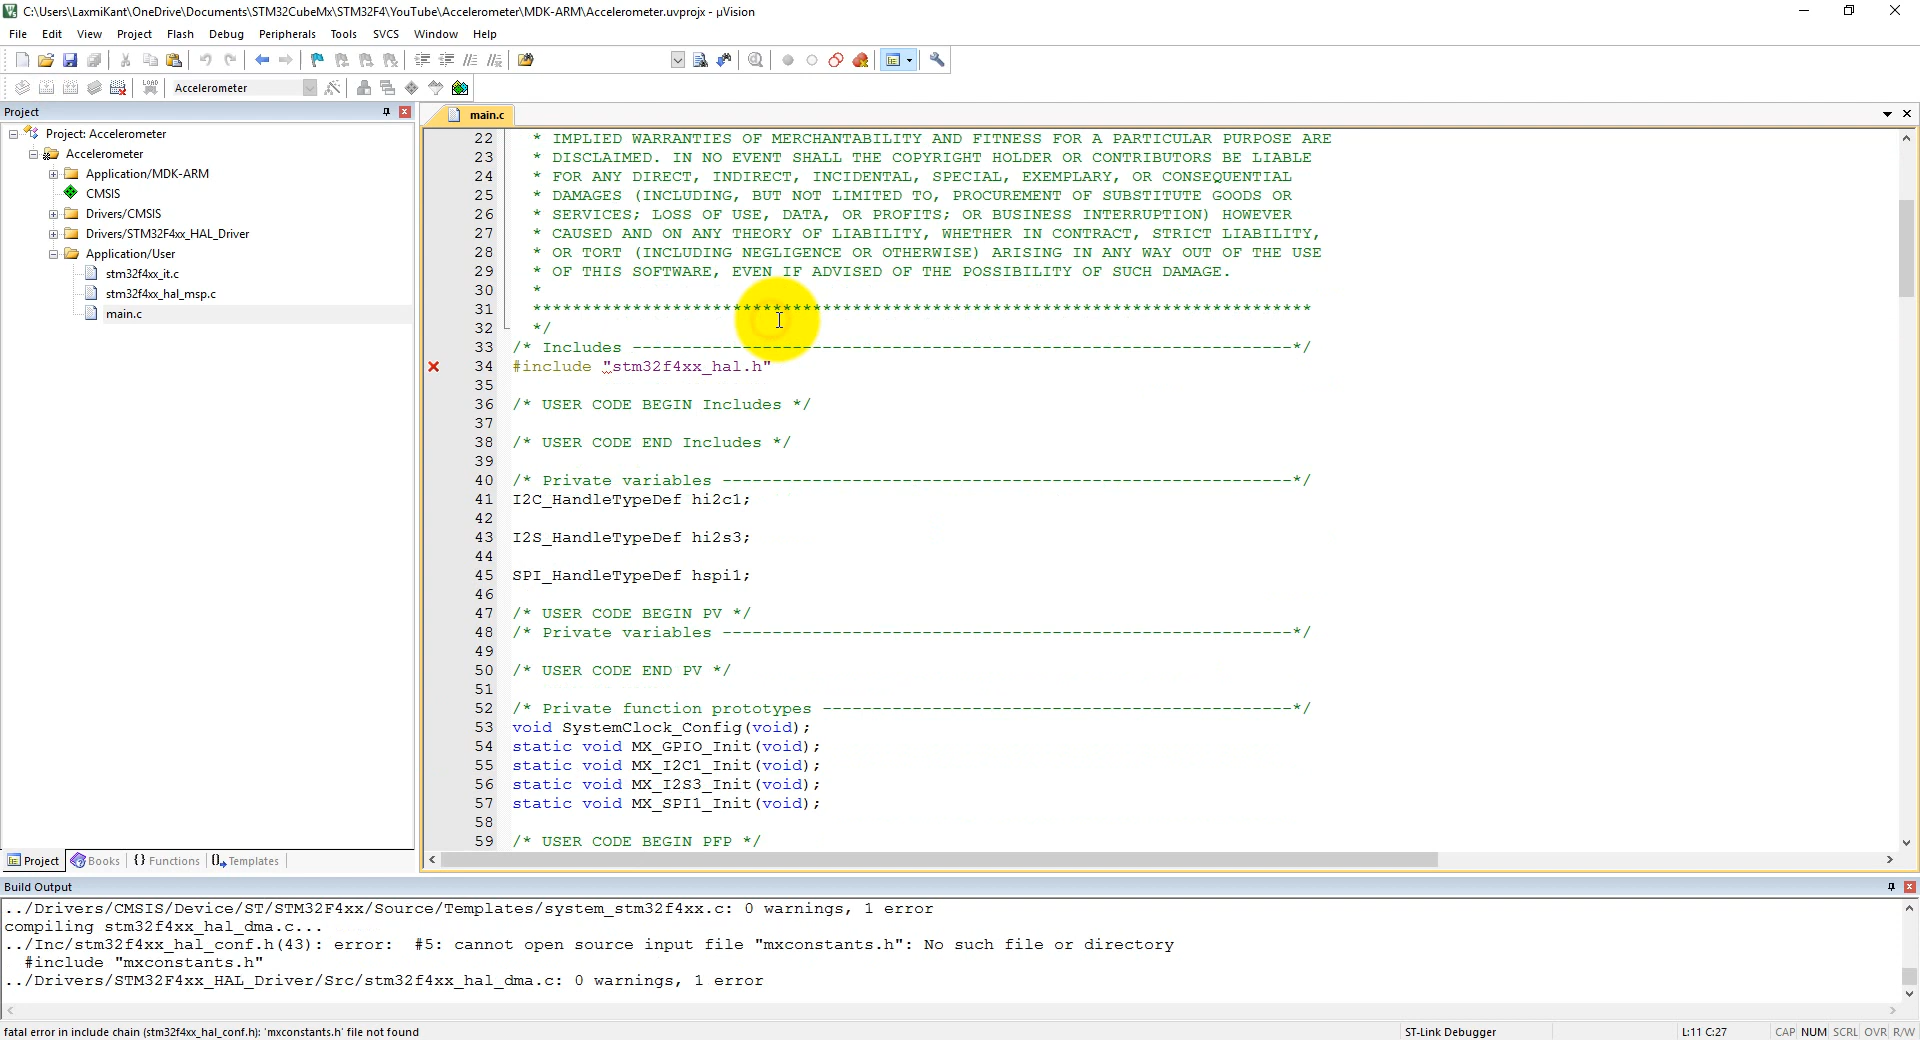 C:\Users\LaxmiKant\OneDrive\Documents\STM32CubeMx\STM32F4\YouTube\Accelerometer\MDK-ARM\Accelerometer.uvprojx - µVision
File Edit View Project Flash Debug Peripherals Tools SVCS Window Help
LOAD Accelerometer
Project
main.c
Project: Accelerometer
Accelerometer
Application/MDK-ARM
CMSIS
Drivers/CMSIS
Drivers/STM32F4xx_HAL_Driver
Application/User
stm32f4xx_it.c
stm32f4xx_hal_msp.c
main.c
22 * IMPLIED WARRANTIES OF MERCHANTABILITY AND FITNESS FOR A PARTICULAR PURPOSE ARE
23 * DISCLAIMED. IN NO EVENT SHALL THE COPYRIGHT HOLDER OR CONTRIBUTORS BE LIABLE
24 * FOR ANY DIRECT, INDIRECT, INCIDENTAL, SPECIAL, EXEMPLARY, OR CONSEQUENTIAL
25 * DAMAGES (INCLUDING, BUT NOT LIMITED TO, PROCUREMENT OF SUBSTITUTE GOODS OR
26 * SERVICES; LOSS OF USE, DATA, OR PROFITS; OR BUSINESS INTERRUPTION) HOWEVER
27 * CAUSED AND ON ANY THEORY OF LIABILITY, WHETHER IN CONTRACT, STRICT LIABILITY,
28 * OR TORT (INCLUDING NEGLIGENCE OR OTHERWISE) ARISING IN ANY WAY OUT OF THE USE
29 * OF THIS SOFTWARE, EVEN IF ADVISED OF THE POSSIBILITY OF SUCH DAMAGE.
30 *
31 ******************************************************************************
32 */
33 /* Includes ------------------------------------------------------------------*/
34 #include "stm32f4xx_hal.h"
35
36 /* USER CODE BEGIN Includes */
37
38 /* USER CODE END Includes */
39
40 /* Private variables ---------------------------------------------------------*/
41 I2C_HandleTypeDef hi2c1;
42
43 I2S_HandleTypeDef hi2s3;
44
45 SPI_HandleTypeDef hspi1;
46
47 /* USER CODE BEGIN PV */
48 /* Private variables ---------------------------------------------------------*/
49
50 /* USER CODE END PV */
51
52 /* Private function prototypes -----------------------------------------------*/
53 void SystemClock_Config(void);
54 static void MX_GPIO_Init(void);
55 static void MX_I2C1_Init(void);
56 static void MX_I2S3_Init(void);
57 static void MX_SPI1_Init(void);
58
59 /* USER CODE BEGIN PFP */
Project Books {} Functions Templates
Build Output
../Drivers/CMSIS/Device/ST/STM32F4xx/Source/Templates/system_stm32f4xx.c: 0 warnings, 1 error
compiling stm32f4xx_hal_dma.c...
../Inc/stm32f4xx_hal_conf.h(43): error: #5: cannot open source input file "mxconstants.h": No such file or directory
#include "mxconstants.h"
../Drivers/STM32F4xx_HAL_Driver/Src/stm32f4xx_hal_dma.c: 0 warnings, 1 error
fatal error in include chain (stm32f4xx_hal_conf.h): 'mxconstants.h' file not found ST-Link Debugger L:11 C:27 CAP NUM SCRL OVR R/W